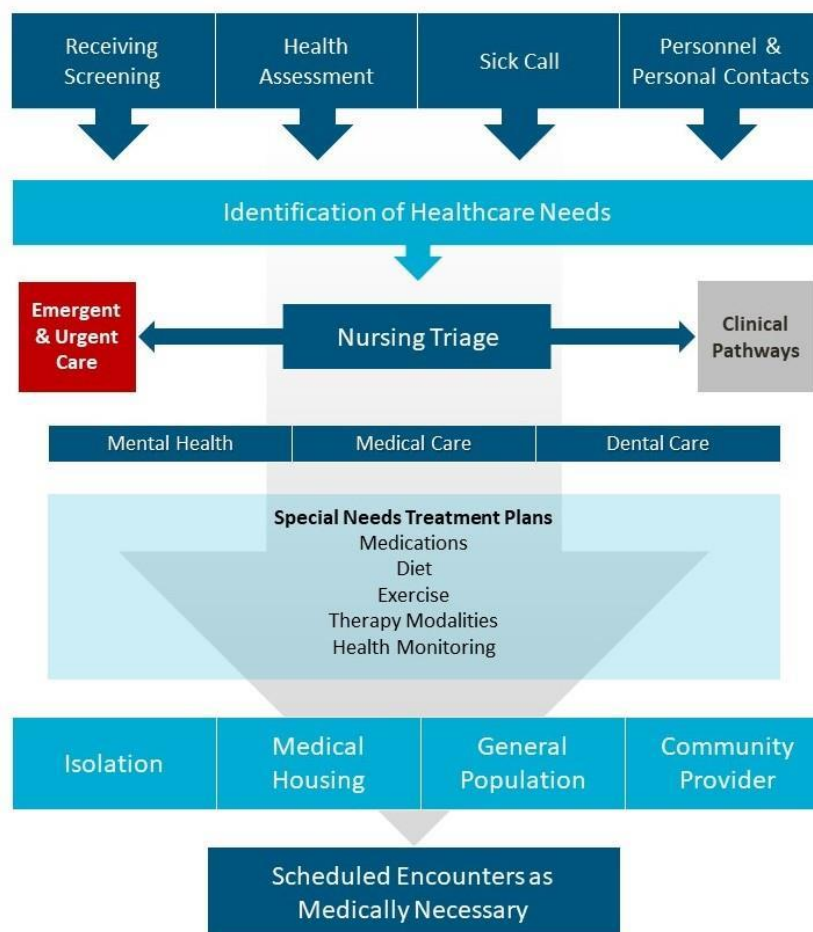 Receiving
Screening
Health
Assessment
Sick Call
Personnel &
Personal Contacts
Identification of Healthcare Needs
Emergent
& Urgent
Care
Nursing Triage
Clinical
Pathways
Mental Health
Medical Care
Dental Care
Special Needs Treatment Plans
Medications
Diet
Exercise
Therapy Modalities
Health Monitoring
Isolation
Medical
Housing
General
Population
Community
Provider
Scheduled Encounters as
Medically Necessary